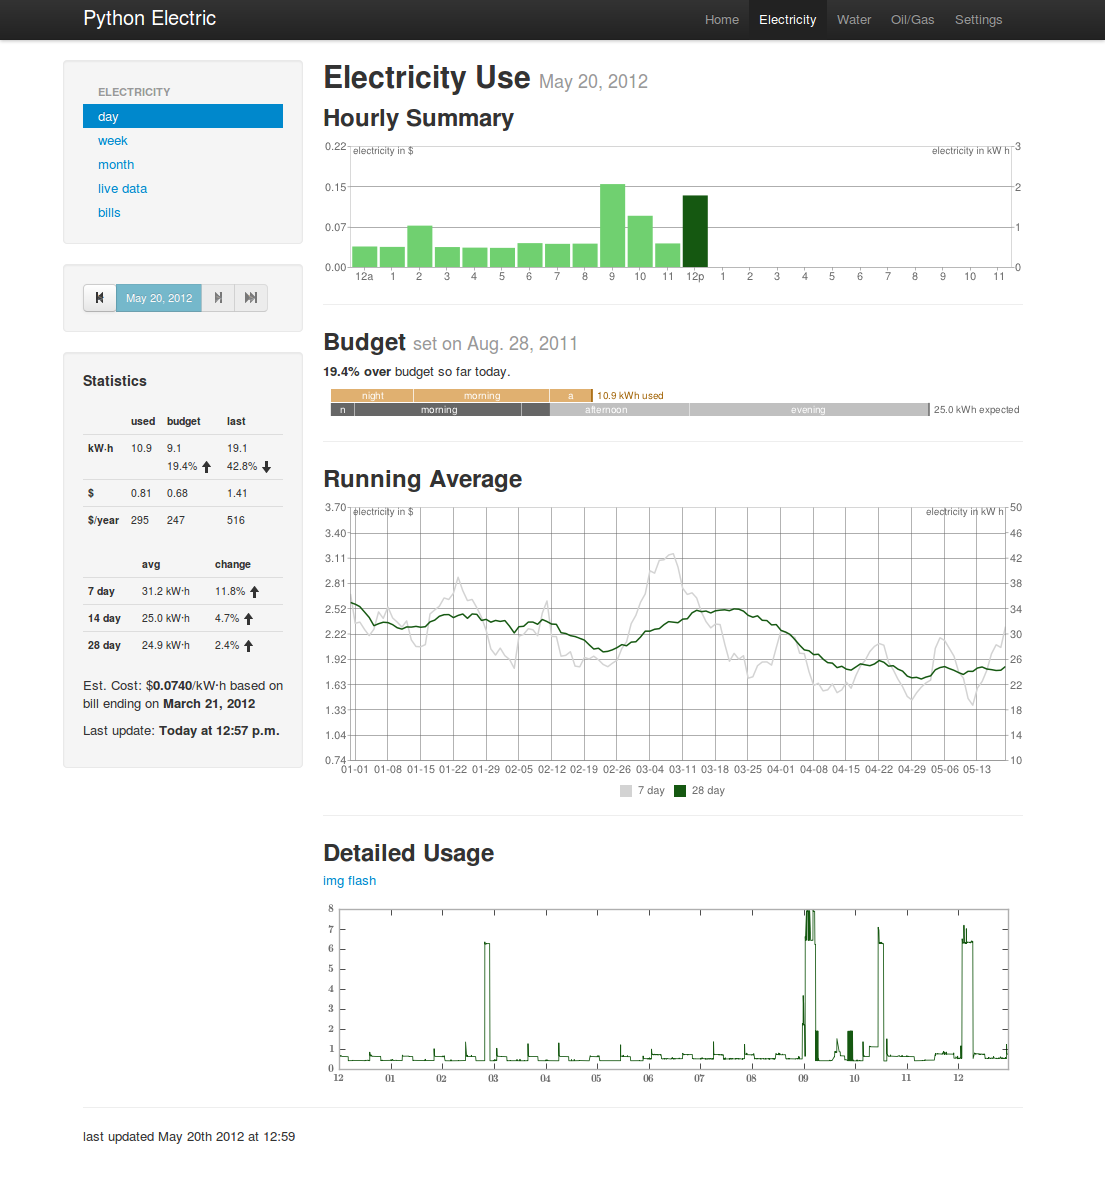 Python Electric
Home Electricity Water Oil/Gas Settings
ELECTRICITY
day
week
month
live data
bills
May 20, 2012
Statistics
used budget last
kW·h 10.9 9.1 19.1
19.4% 42.8%
$ 0.81 0.68 1.41
$/year 295 247 516
avg change
7 day 31.2 kW·h 11.8%
14 day 25.0 kW·h 4.7%
28 day 24.9 kW·h 2.4%
Est. Cost: $0.0740/kW·h based on
bill ending on March 21, 2012
Last update: Today at 12:57 p.m.
Electricity Use May 20, 2012
Hourly Summary
electricity in $ electricity in kW h
0.22 3
0.15 2
0.07 1
0.00 0
12a 1 2 3 4 5 6 7 8 9 10 11 12p 1 2 3 4 5 6 7 8 9 10 11
Budget set on Aug. 28, 2011
19.4% over budget so far today.
night morning a 10.9 kWh used
n morning afternoon evening 25.0 kWh expected
Running Average
electricity in $ electricity in kW h
3.70 50
3.40 46
3.11 42
2.81 38
2.52 34
2.22 30
1.92 26
1.63 22
1.33 18
1.04 14
0.74 10
01-01 01-08 01-15 01-22 01-29 02-05 02-12 02-19 02-26 03-04 03-11 03-18 03-25 04-01 04-08 04-15 04-22 04-29 05-06 05-13
7 day 28 day
Detailed Usage
img flash
8
7
6
5
4
3
2
1
0
12 01 02 03 04 05 06 07 08 09 10 11 12
last updated May 20th 2012 at 12:59